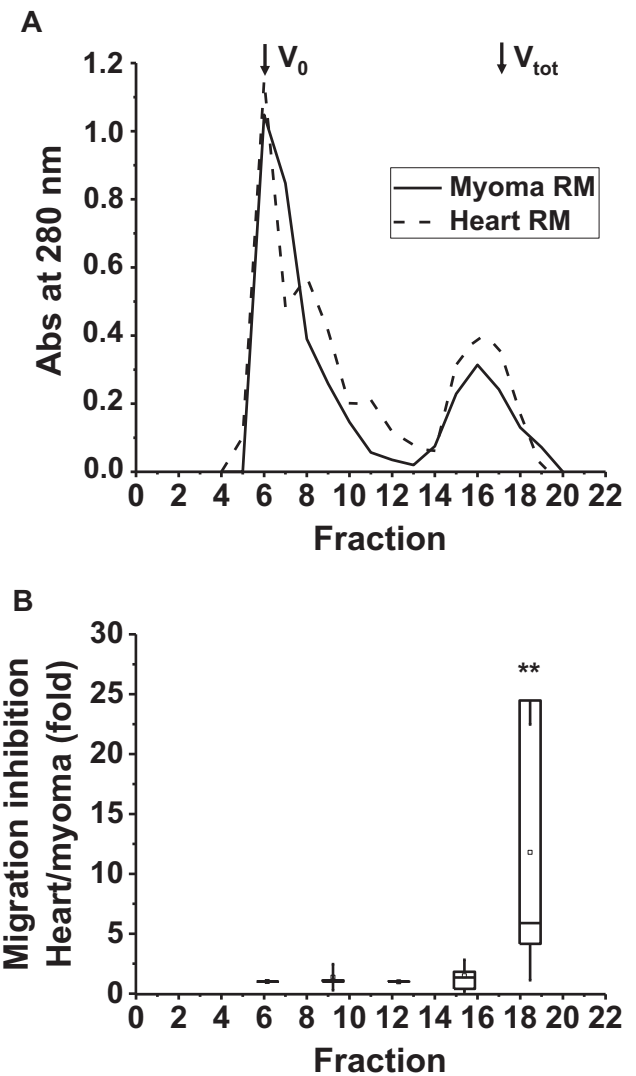 A
V0
Vtot
1.2
1.0
0.8
0.6
0.4
0.2
0.0
Abs at 280 nm
Myoma RM
Heart RM
0 2 4 6 8 10 12 14 16 18 20 22
Fraction
B
30
25
20
15
10
5
0
Migration inhibition
Heart/myoma (fold)
**
0 2 4 6 8 10 12 14 16 18 20 22
Fraction